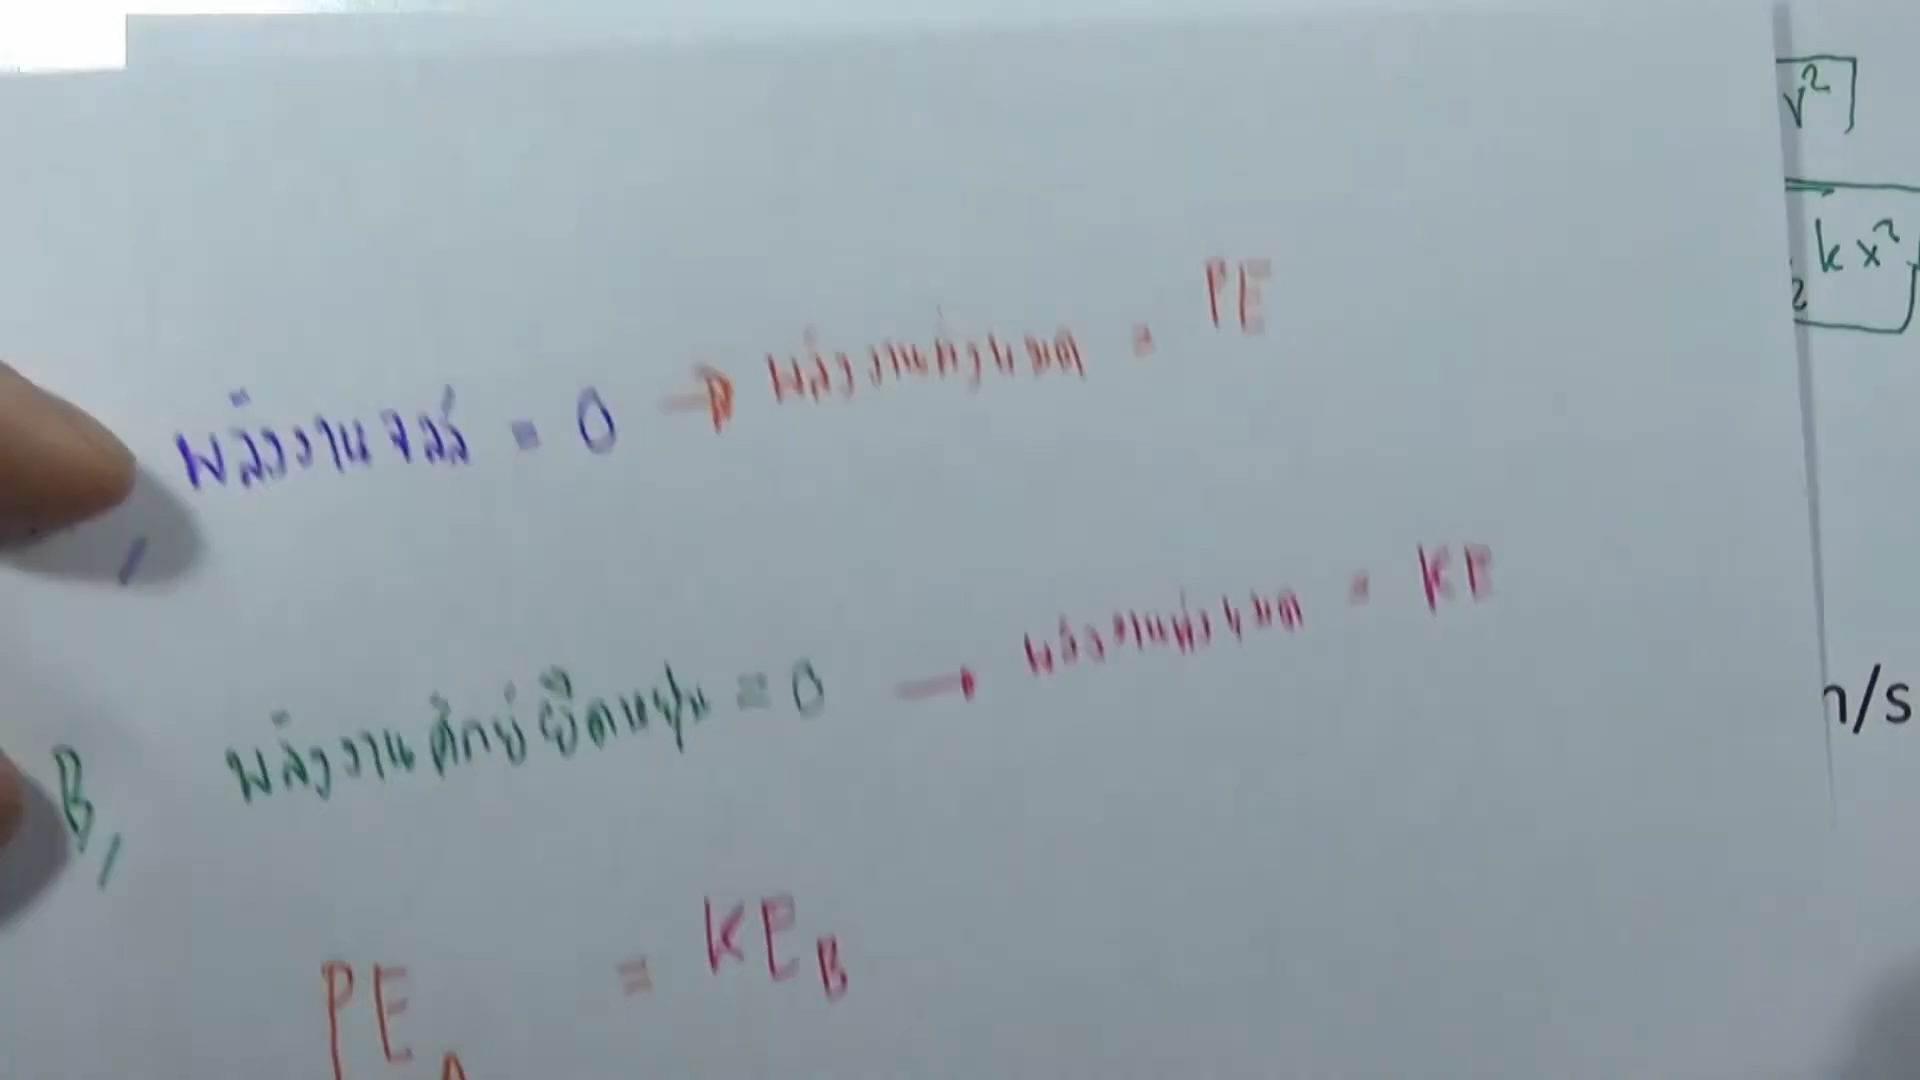 v²
kx²
2
พลังงานจลน์ = 0 → พลังงานทั้งหมด = PE
B, พลังงานศักย์ยืดหยุ่น = 0 → พลังงานทั้งหมด = KE
/s
PE = KE_B